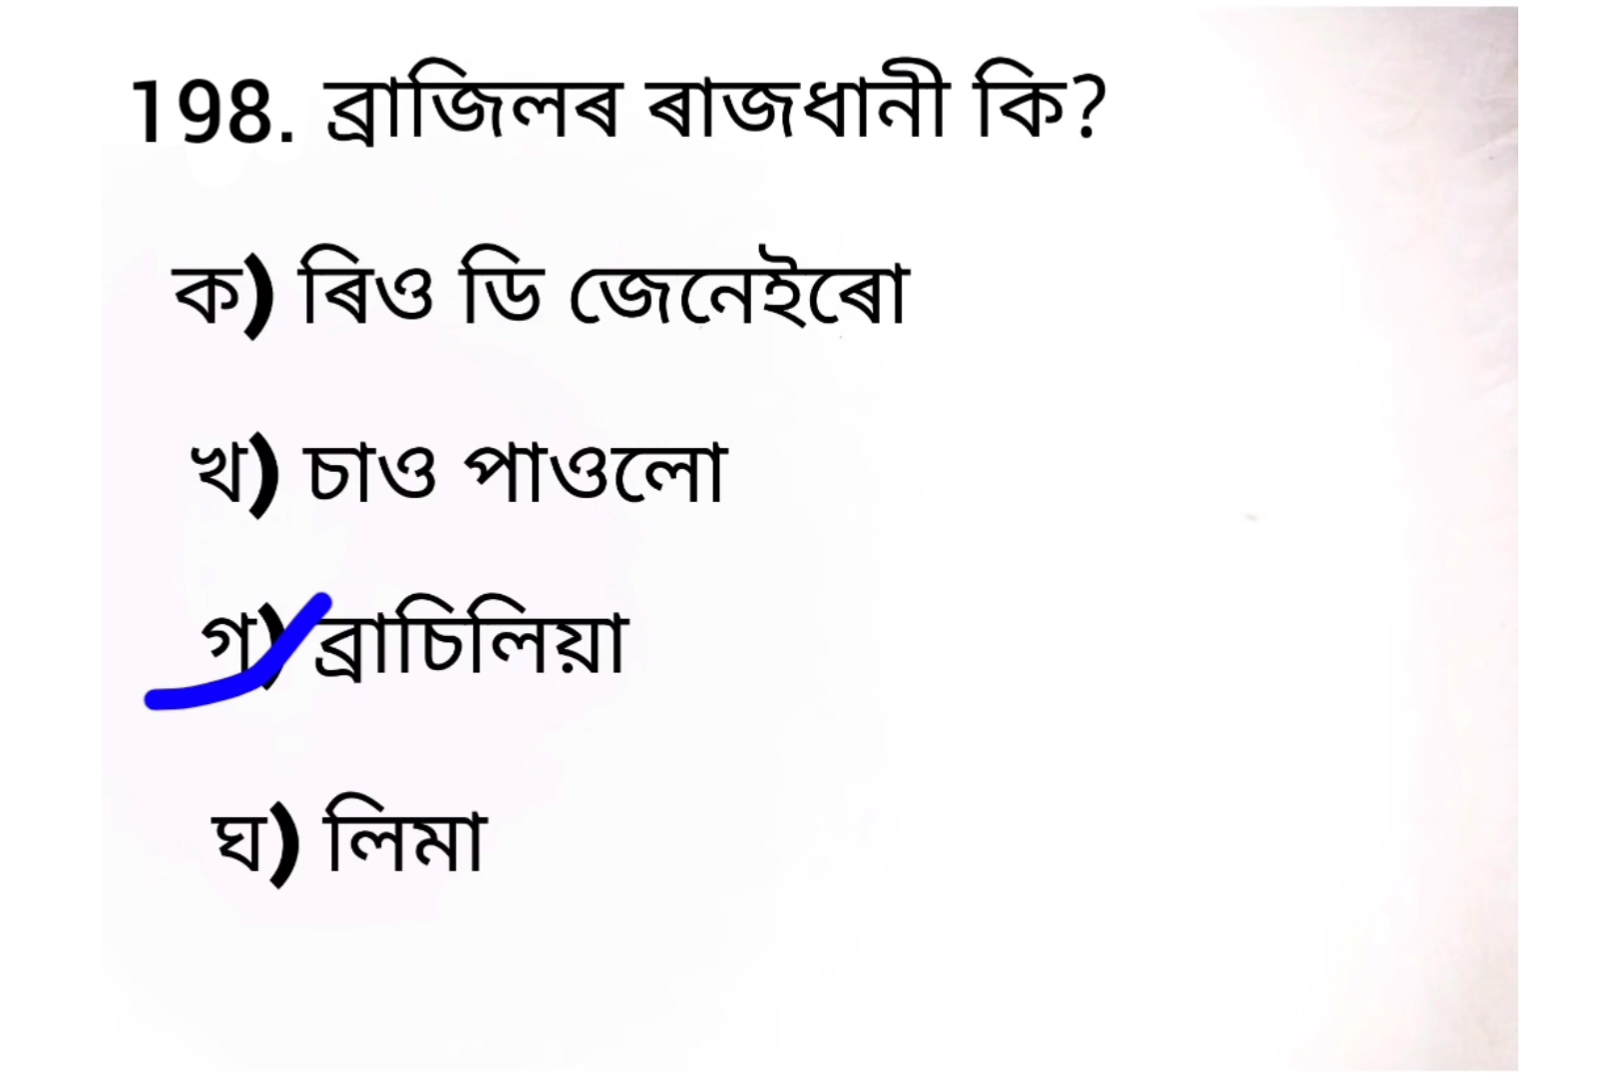 198. ব্ৰাজিলৰ ৰাজধানী কি?
ক) ৰিও ডি জেনেইৰো
খ) চাও পাওলো
গ) ব্ৰাচিলিয়া
ঘ) লিমা